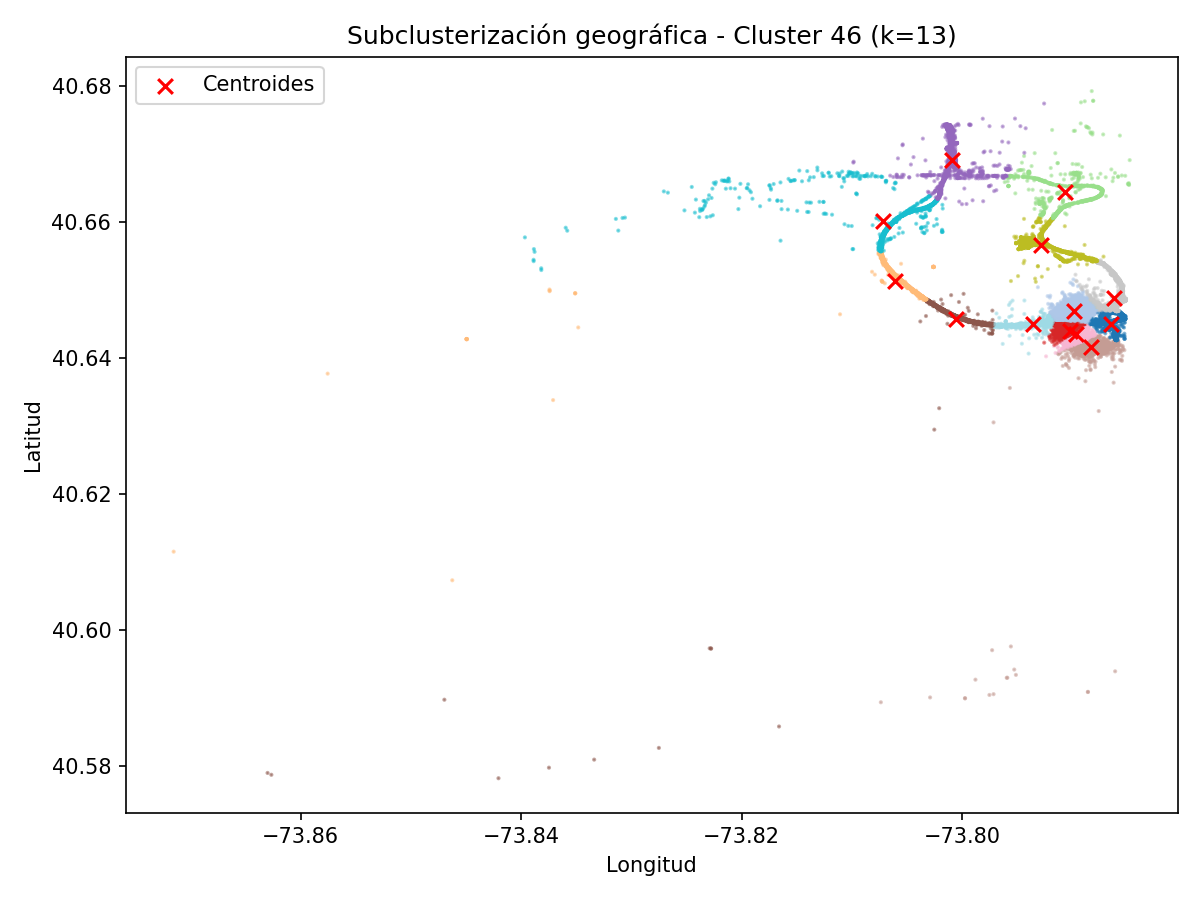 Subclusterización geográfica - Cluster 46 (k=13)
Centroides
40.68
40.66
40.64
40.62
40.60
40.58
Latitud
−73.86
−73.84
−73.82
−73.80
Longitud